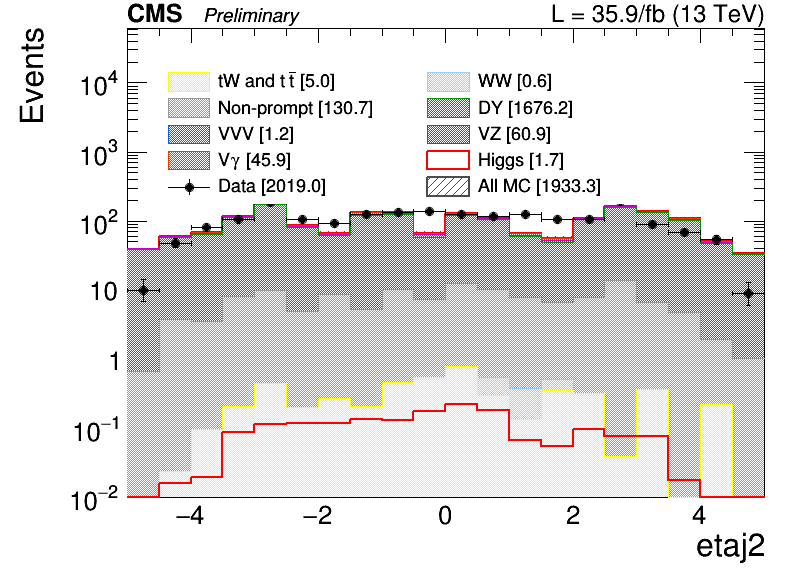 CMS Preliminary L = 35.9/fb (13 TeV)
Events
tW and t t̅ [5.0] WW [0.6]
Non-prompt [130.7] DY [1676.2]
VVV [1.2] VZ [60.9]
Vγ [45.9] Higgs [1.7]
Data [2019.0] All MC [1933.3]
10⁴
10³
10²
10
1
10⁻¹
10⁻²
−4 −2 0 2 4
etaj2